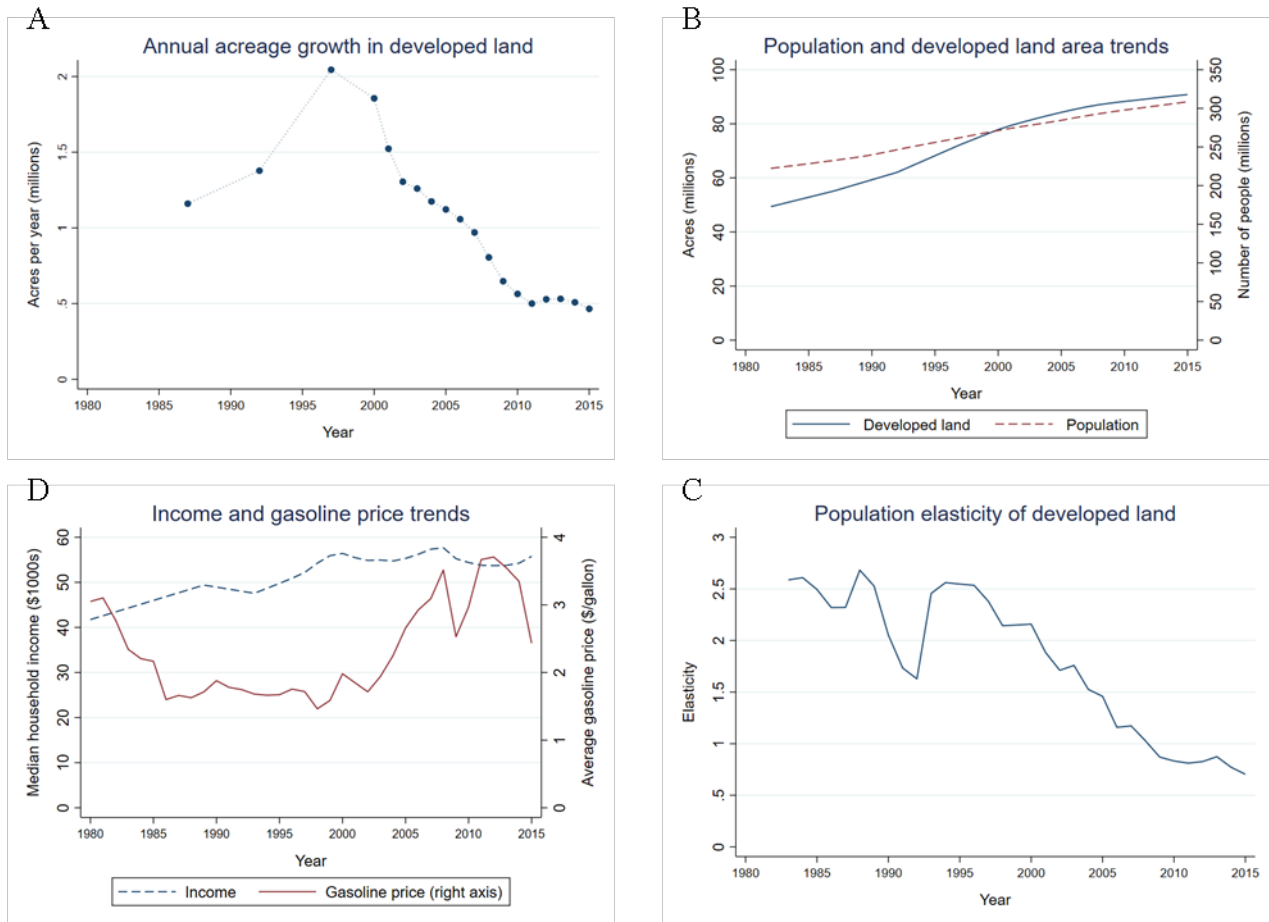 A
Annual acreage growth in developed land
Acres per year (millions)
2
1.5
1
.5
0
1980 1985 1990 1995 2000 2005 2010 2015
Year
B
Population and developed land area trends
Acres (millions)
100
80
60
40
20
0
Number of people (millions)
350
300
250
200
150
100
50
0
1980 1985 1990 1995 2000 2005 2010 2015
Year
Developed land Population
D
Income and gasoline price trends
Median household income ($1000s)
60
50
40
30
20
10
0
Average gasoline price ($/gallon)
4
3
2
1
0
1980 1985 1990 1995 2000 2005 2010 2015
Year
Income Gasoline price (right axis)
C
Population elasticity of developed land
Elasticity
3
2.5
2
1.5
1
.5
0
1980 1985 1990 1995 2000 2005 2010 2015
Year